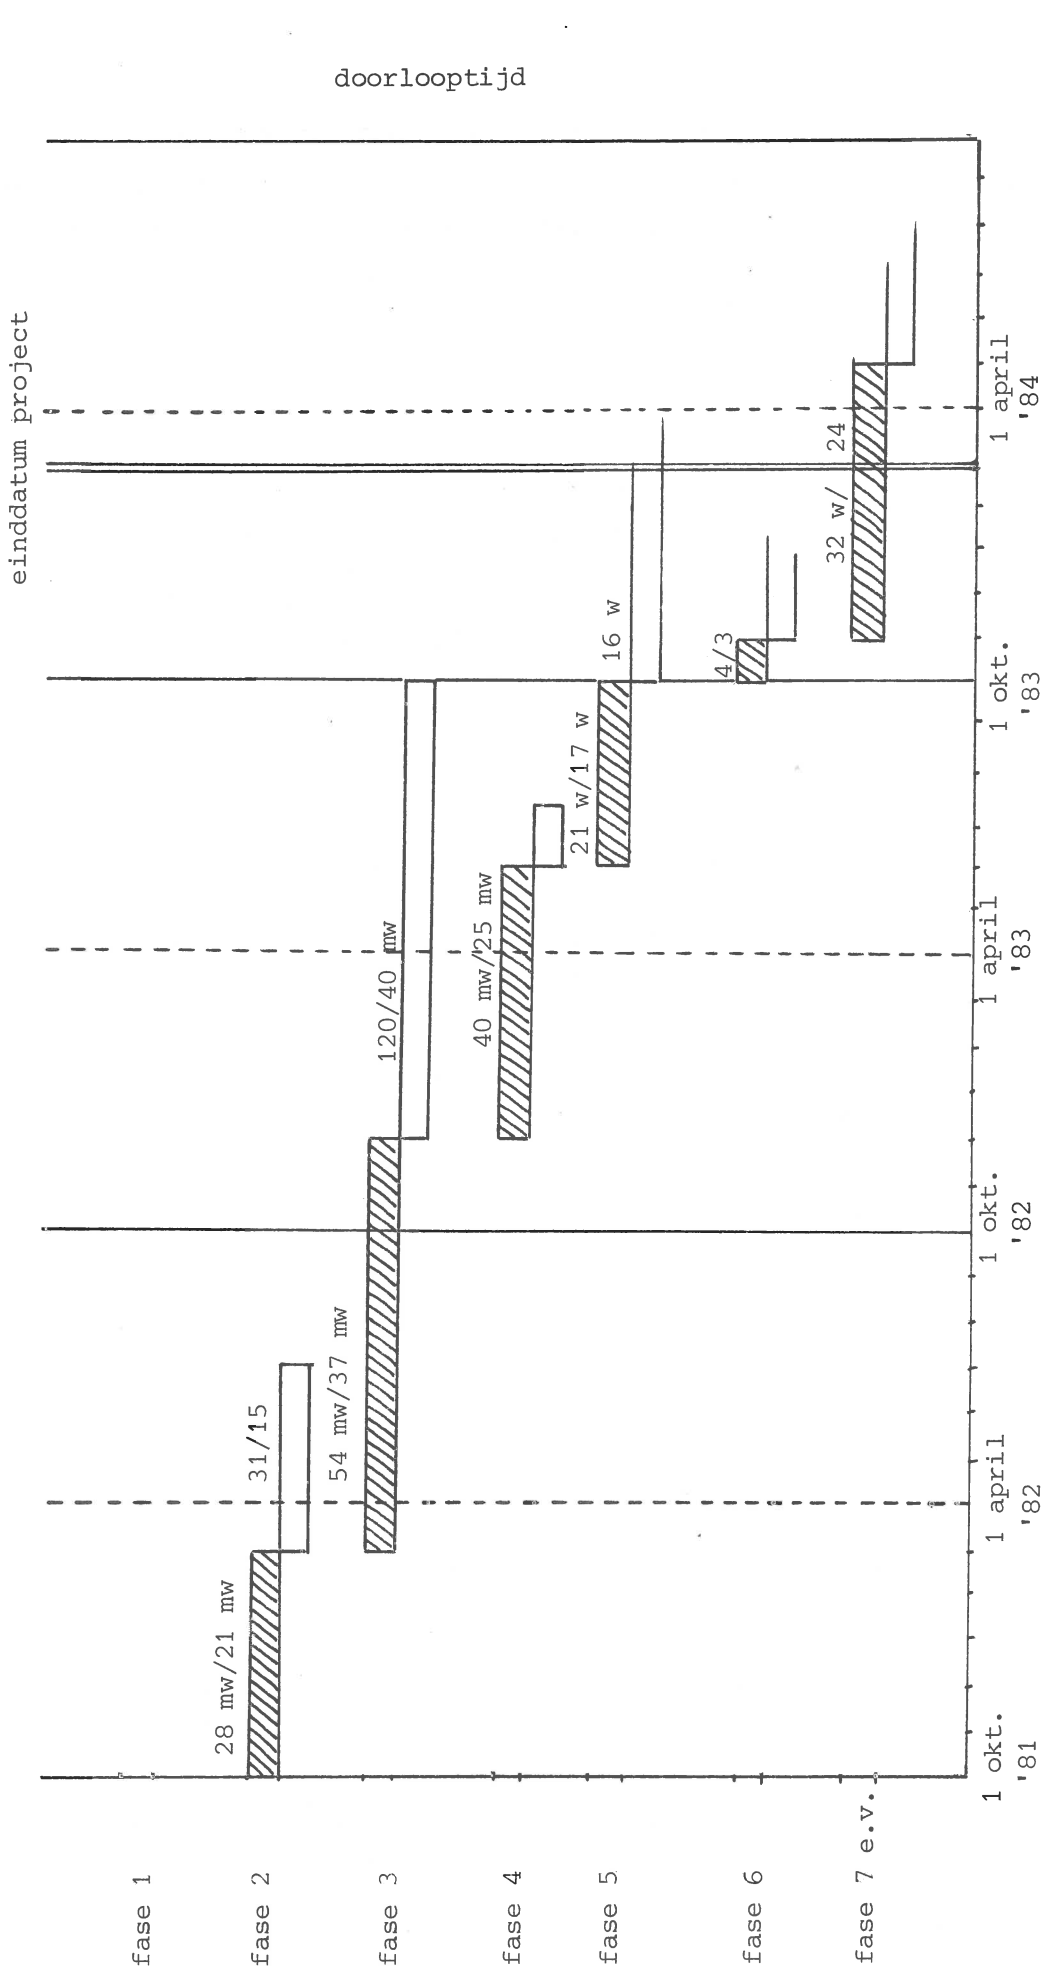 doorlooptijd
einddatum project
fase 1
fase 2
28 mw/21 mw
31/15
fase 3
54 mw/37 mw
120/40 mw
fase 4
40 mw/25 mw
fase 5
21 w/17 w
16 w
fase 6
4/3
fase 7 e.v.
32 w/ 24
1 okt.
'81
1 april
'82
1 okt.
'82
1 april
'83
1 okt.
'83
1 april
'84